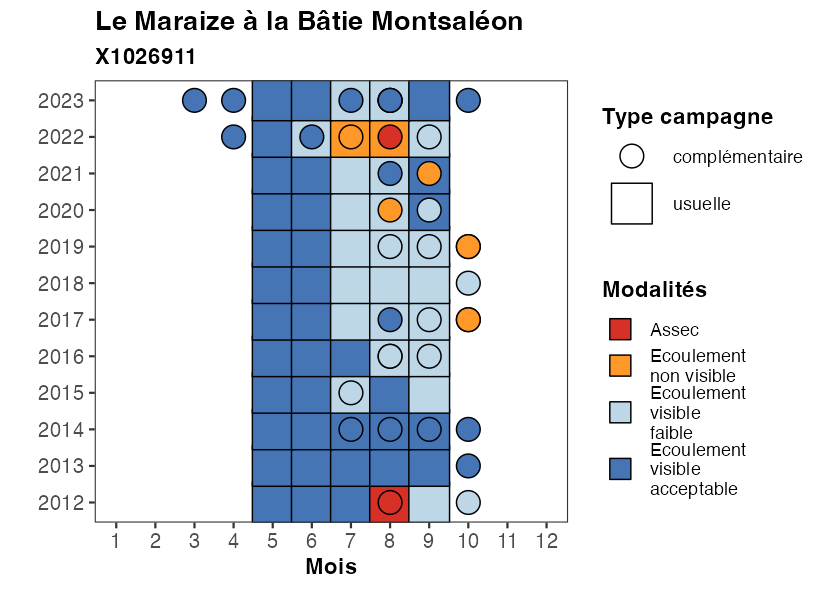 Le Maraize à la Bâtie Montsaléon
X1026911
2023
2022
2021
2020
2019
2018
2017
2016
2015
2014
2013
2012
1 2 3 4 5 6 7 8 9 10 11 12
Mois
Type campagne
complémentaire
usuelle
Modalités
Assec
Ecoulement
non visible
Ecoulement
visible
faible
Ecoulement
visible
acceptable